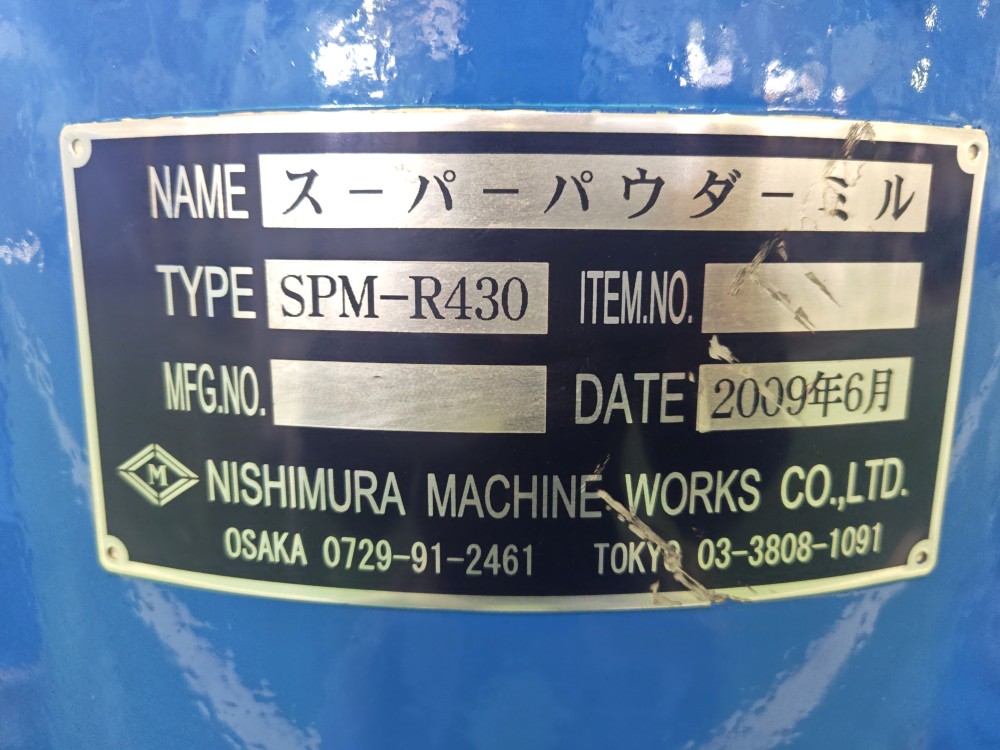 NAME スーパーパウダーミル
TYPE SPM-R430 ITEM.NO.
MFG.NO. DATE 2009年6月
M NISHIMURA MACHINE WORKS CO.,LTD.
OSAKA 0729-91-2461 TOKYO 03-3808-1091